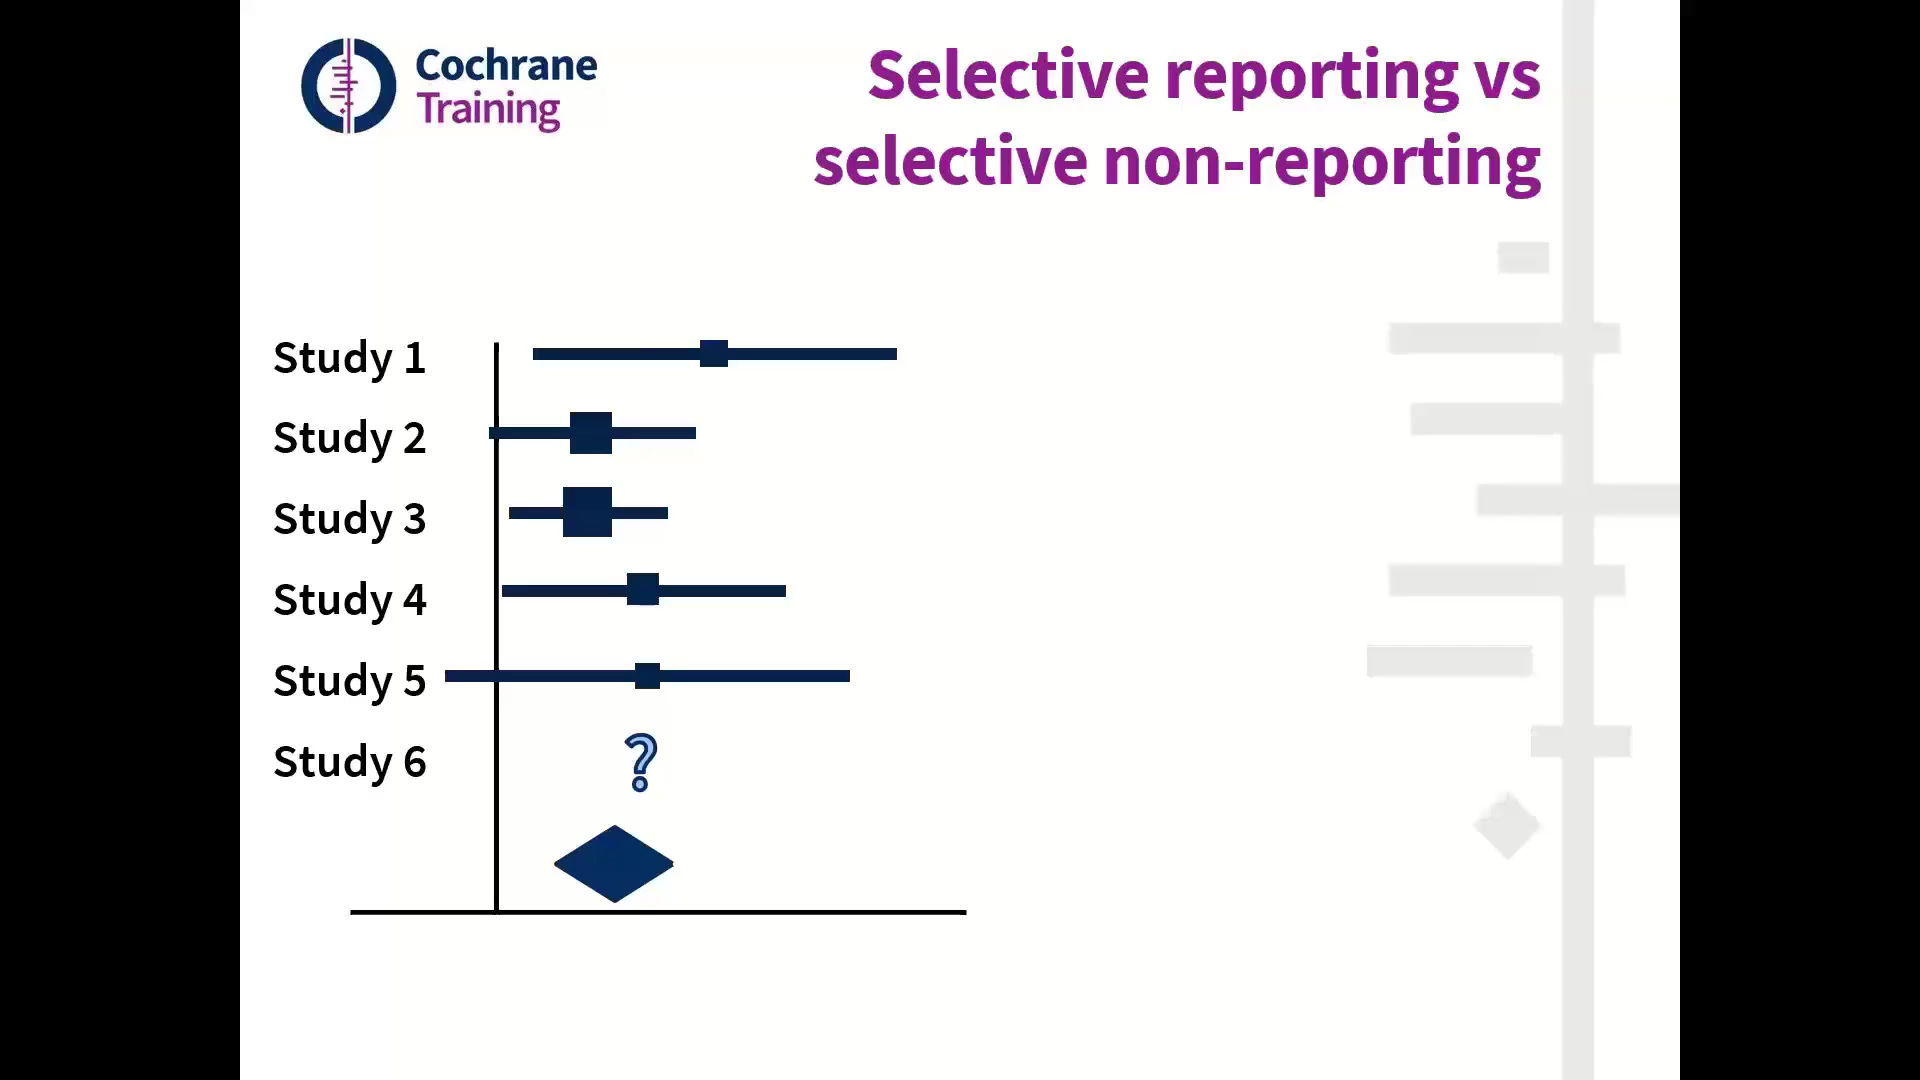 Cochrane
Training
Selective reporting vs
selective non-reporting
Study 1
Study 2
Study 3
Study 4
Study 5
Study 6
?